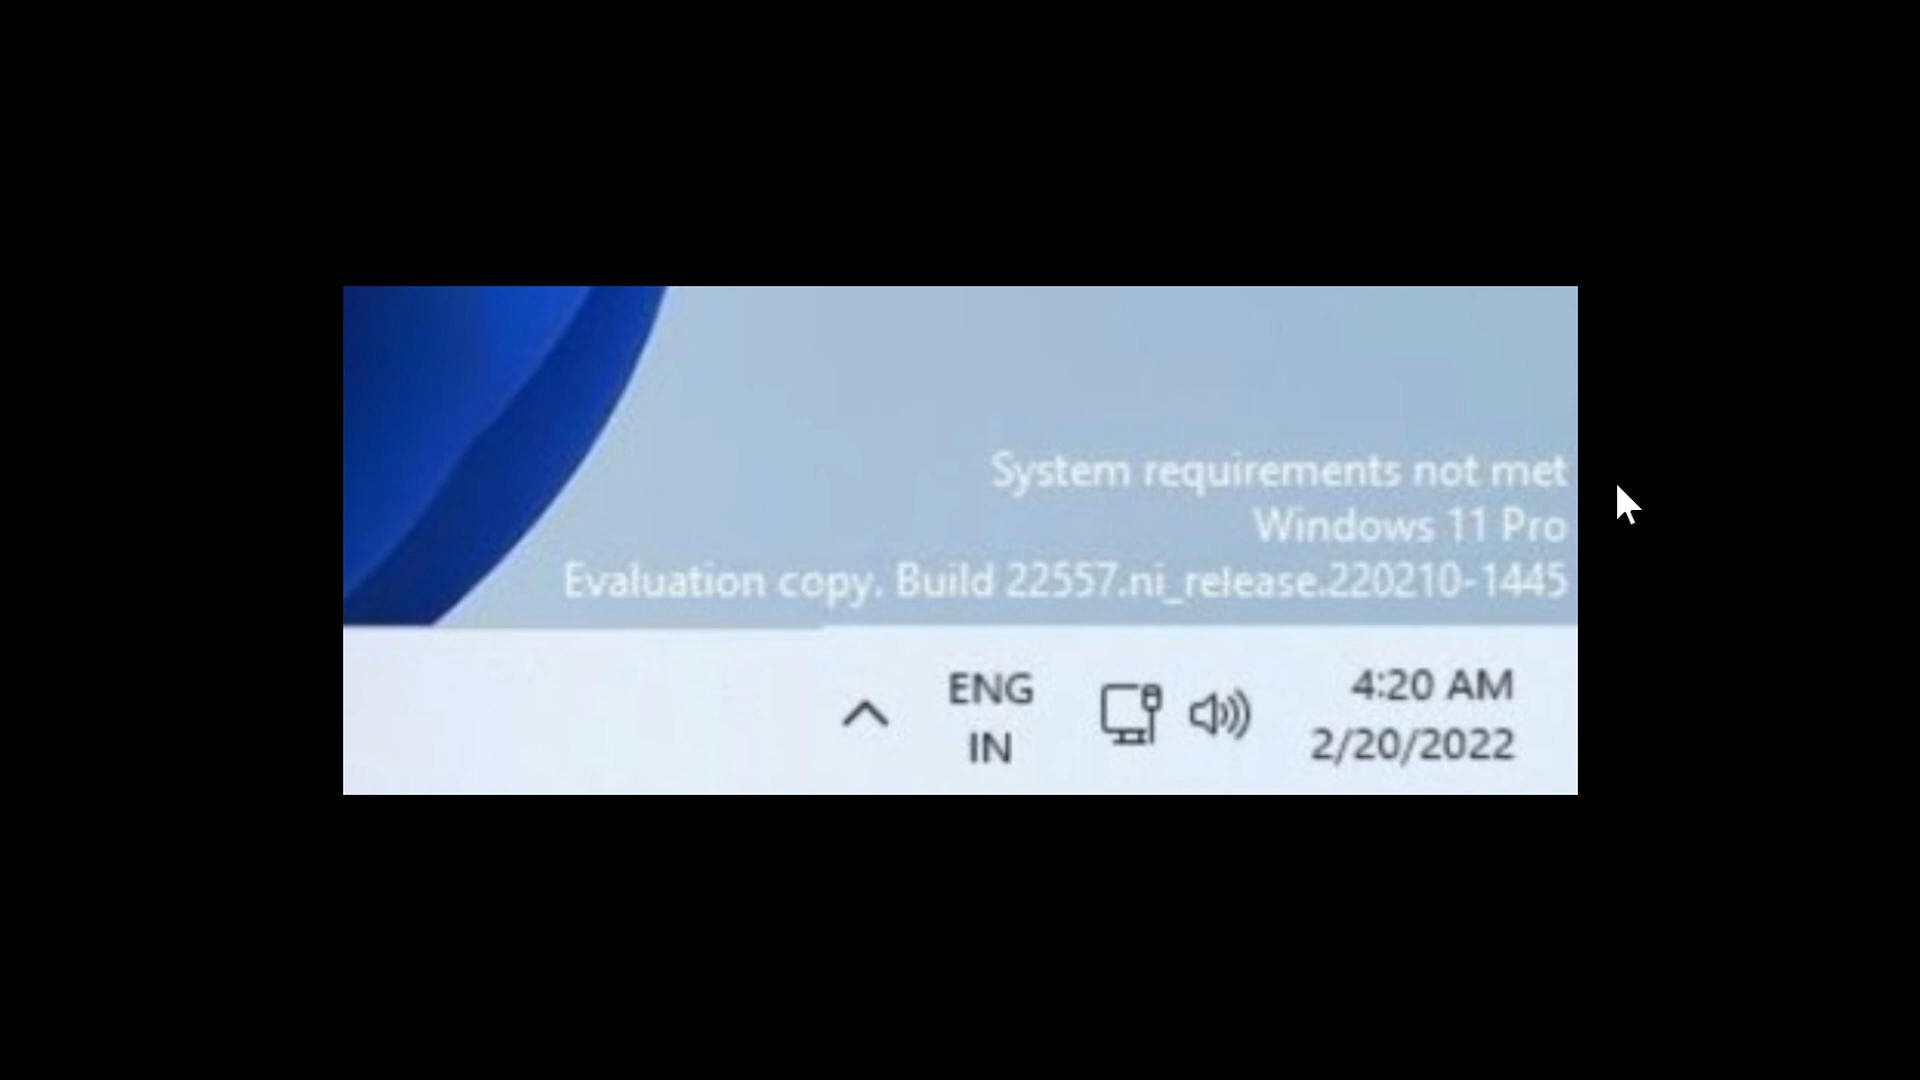 System requirements not met
Windows 11 Pro
Evaluation copy. Build 22557.ni_release.220210-1445
ENG
IN
4:20 AM
2/20/2022